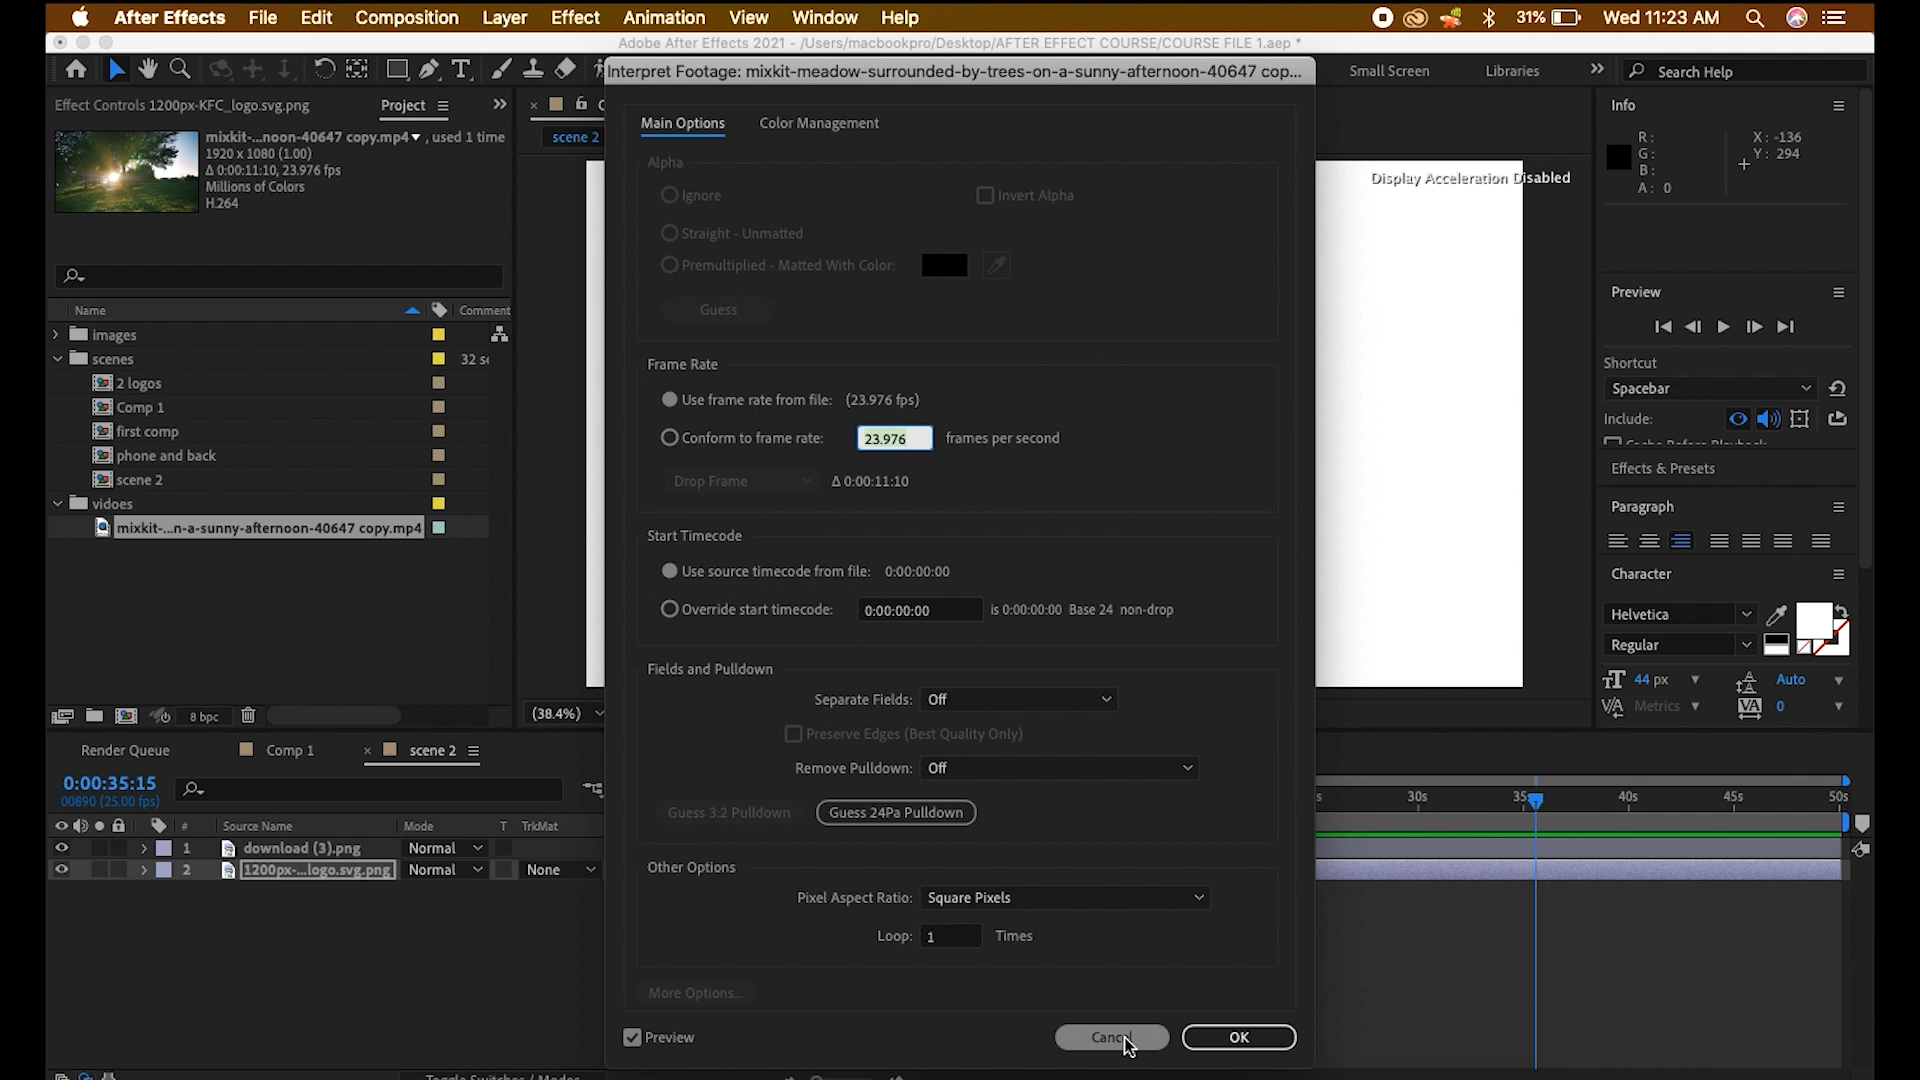 After Effects File Edit Composition Layer Effect Animation View Window Help 31% Wed 11:23 AM
Adobe After Effects 2021 - /Users/macbookpro/Desktop/AFTER EFFECT COURSE/COURSE FILE 1.aep *
Small Screen Libraries Search Help
Interpret Footage: mixkit-meadow-surrounded-by-trees-on-a-sunny-afternoon-40647 cop...
Effect Controls 1200px-KFC_logo.svg.png Project
mixkit-...noon-40647 copy.mp4 , used 1 time
1920 x 1080 (1.00)
Δ 0:00:11:10, 23.976 fps
Millions of Colors
H.264
Name Comment
images
scenes 32
2 logos
Comp 1
first comp
phone and back
scene 2
vidoes
mixkit-...n-a-sunny-afternoon-40647 copy.mp4
8 bpc
scene 2
(38.4%)
Main Options Color Management
Alpha
Ignore Invert Alpha
Straight - Unmatted
Premultiplied - Matted With Color:
Guess
Frame Rate
Use frame rate from file: (23.976 fps)
Conform to frame rate: 23.976 frames per second
Drop Frame Δ 0:00:11:10
Start Timecode
Use source timecode from file: 0:00:00:00
Override start timecode: 0:00:00:00 is 0:00:00:00 Base 24 non-drop
Fields and Pulldown
Separate Fields: Off
Preserve Edges (Best Quality Only)
Remove Pulldown: Off
Guess 3:2 Pulldown Guess 24Pa Pulldown
Other Options
Pixel Aspect Ratio: Square Pixels
Loop: 1 Times
More Options...
Preview Cancel OK
Display Acceleration Disabled
Info
R: X: -136
G: Y: 294
B:
A: 0
Preview
Shortcut
Spacebar
Include:
Cache Before Playback
Effects & Presets
Paragraph
Character
Helvetica
Regular
44 px Auto
Metrics 0
Render Queue Comp 1 scene 2
0:00:35:15
00890 (25.00 fps)
30s 35s 40s 45s 50s
# Source Name Mode T TrkMat
1 download (3).png Normal
2 1200px-...logo.svg.png Normal None
Toggle Switches / Modes